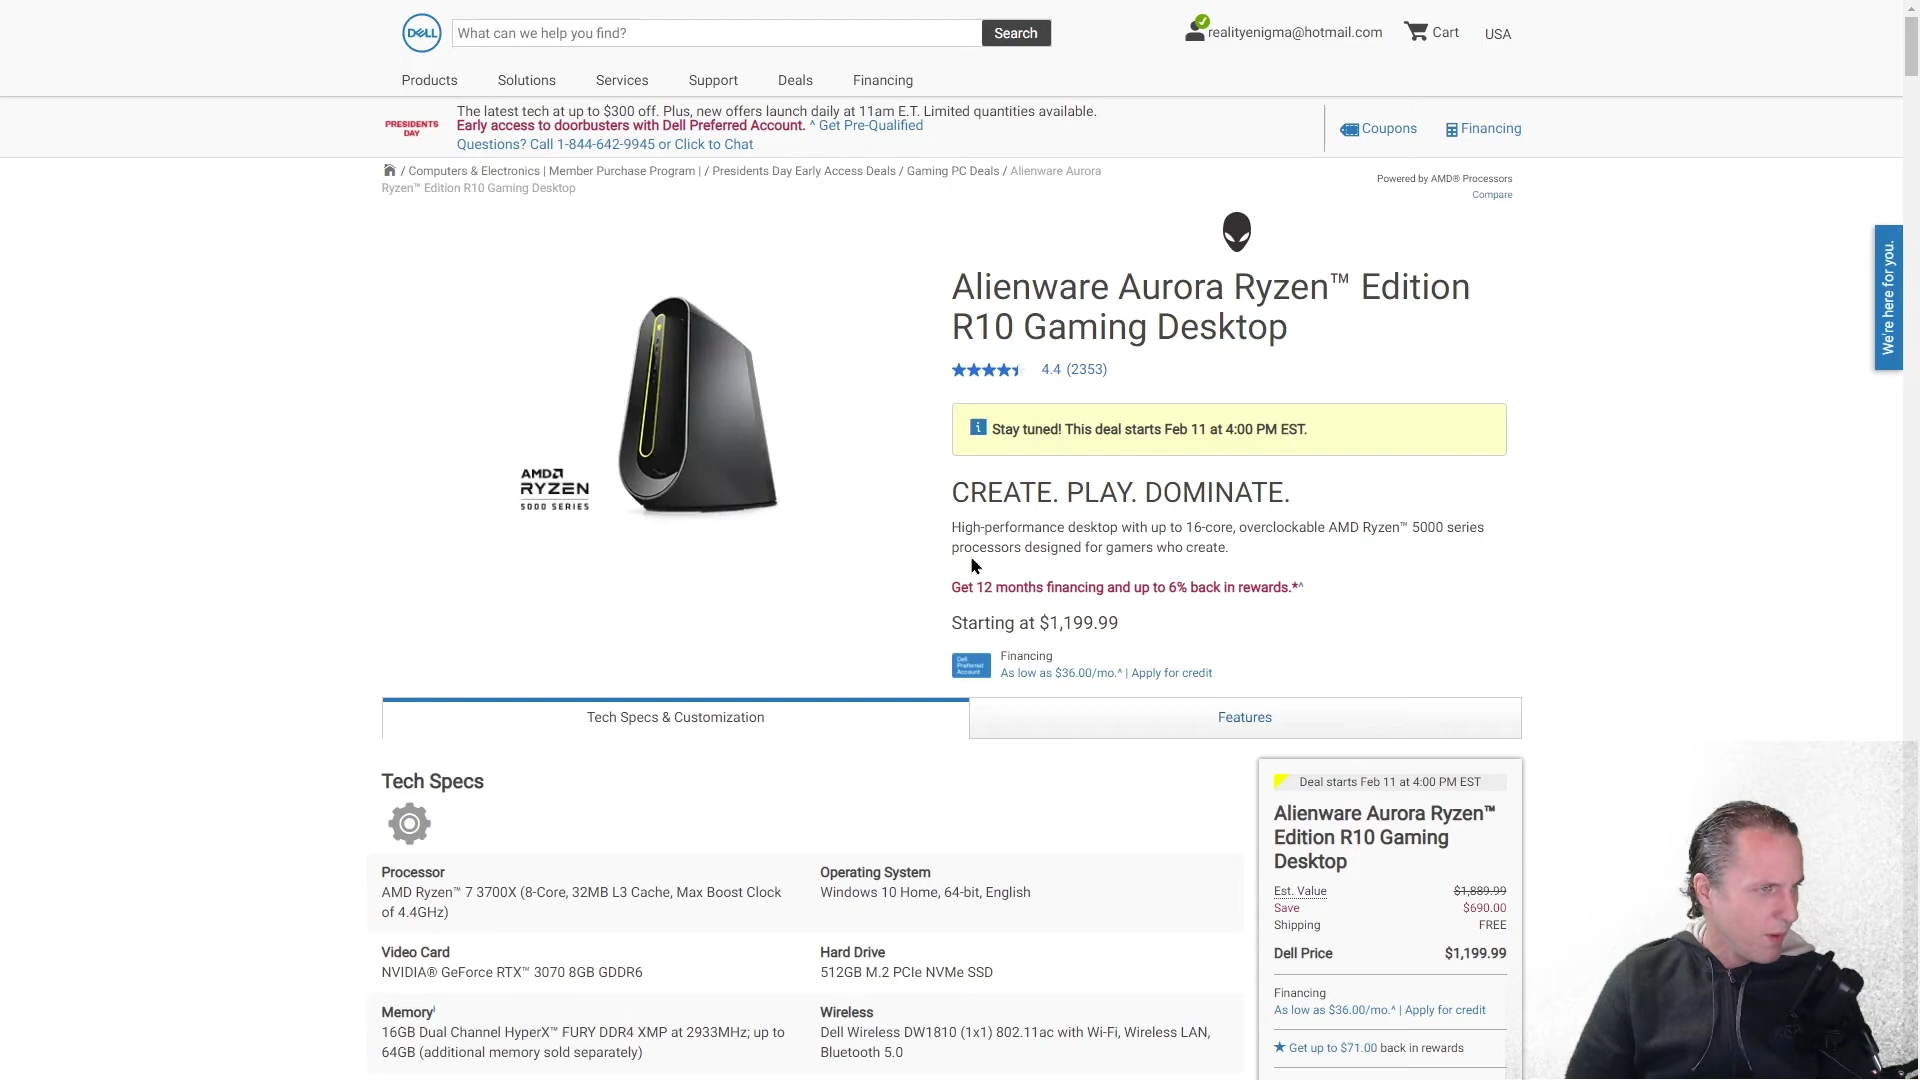 DELL
What can we help you find?
Search
realityenigma@hotmail.com
Cart
USA
Products
Solutions
Services
Support
Deals
Financing
PRESIDENTS
DAY
The latest tech at up to $300 off. Plus, new offers launch daily at 11am E.T. Limited quantities available.
Early access to doorbusters with Dell Preferred Account. ^ Get Pre-Qualified
Questions? Call 1-844-642-9945 or Click to Chat
Coupons
Financing
/ Computers & Electronics | Member Purchase Program | / Presidents Day Early Access Deals / Gaming PC Deals / Alienware Aurora
Ryzen™ Edition R10 Gaming Desktop
Powered by AMD® Processors
Compare
We're here for you.
AMD
RYZEN
5000 SERIES
Alienware Aurora Ryzen™ Edition
R10 Gaming Desktop
4.4 (2353)
Stay tuned! This deal starts Feb 11 at 4:00 PM EST.
CREATE. PLAY. DOMINATE.
High-performance desktop with up to 16-core, overclockable AMD Ryzen™ 5000 series
processors designed for gamers who create.
Get 12 months financing and up to 6% back in rewards.*^
Starting at $1,199.99
Dell
Preferred
Account
Financing
As low as $36.00/mo.^ | Apply for credit
Tech Specs & Customization
Features
Tech Specs
Processor
AMD Ryzen™ 7 3700X (8-Core, 32MB L3 Cache, Max Boost Clock
of 4.4GHz)
Operating System
Windows 10 Home, 64-bit, English
Video Card
NVIDIA® GeForce RTX™ 3070 8GB GDDR6
Hard Drive
512GB M.2 PCIe NVMe SSD
Memory
16GB Dual Channel HyperX™ FURY DDR4 XMP at 2933MHz; up to
64GB (additional memory sold separately)
Wireless
Dell Wireless DW1810 (1x1) 802.11ac with Wi-Fi, Wireless LAN,
Bluetooth 5.0
Deal starts Feb 11 at 4:00 PM EST
Alienware Aurora Ryzen™
Edition R10 Gaming
Desktop
Est. Value $1,889.99
Save $690.00
Shipping FREE
Dell Price $1,199.99
Financing
As low as $36.00/mo.^ | Apply for credit
Get up to $71.00 back in rewards